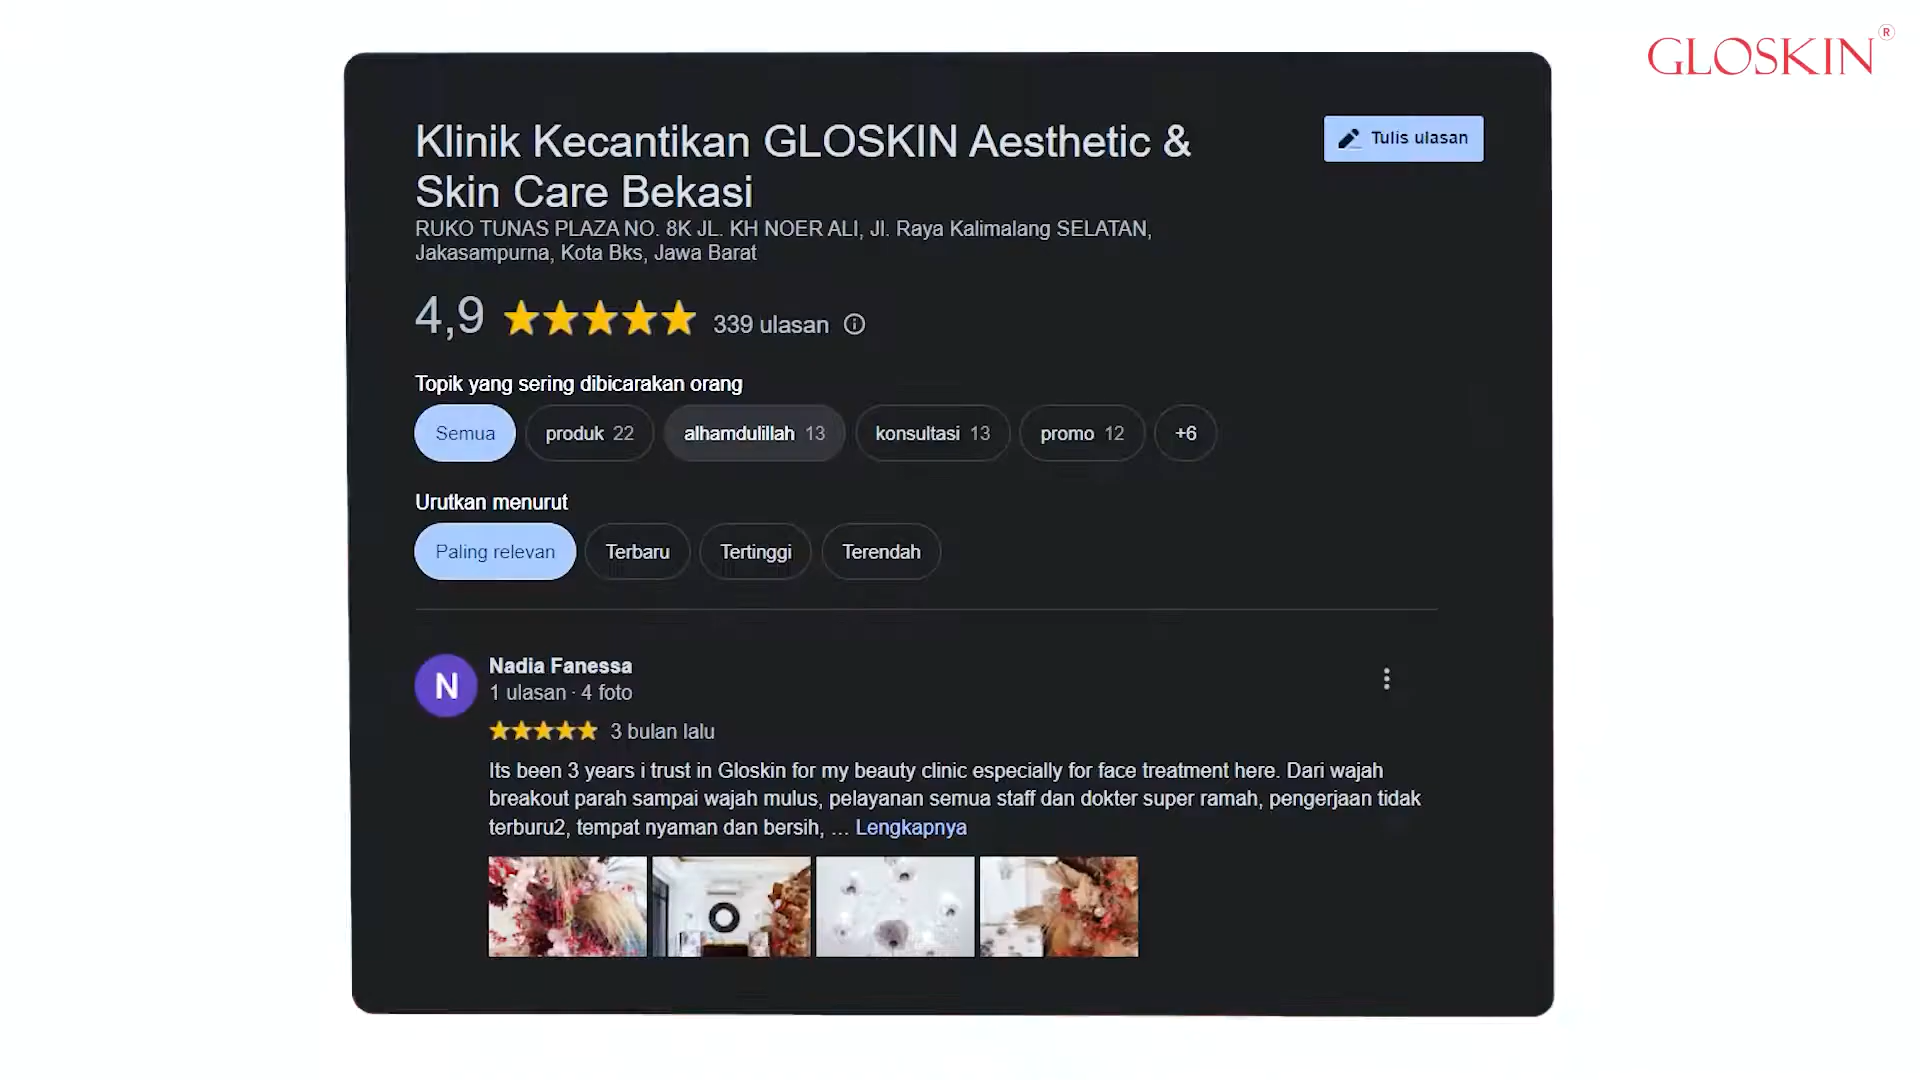 GLOSKIN®
Klinik Kecantikan GLOSKIN Aesthetic &
Skin Care Bekasi
Tulis ulasan
RUKO TUNAS PLAZA NO. 8K JL. KH NOER ALI, Jl. Raya Kalimalang SELATAN,
Jakasampurna, Kota Bks, Jawa Barat
4,9 339 ulasan
Topik yang sering dibicarakan orang
Semua produk 22 alhamdulillah 13 konsultasi 13 promo 12 +6
Urutkan menurut
Paling relevan Terbaru Tertinggi Terendah
N
Nadia Fanessa
1 ulasan · 4 foto
3 bulan lalu
Its been 3 years i trust in Gloskin for my beauty clinic especially for face treatment here. Dari wajah
breakout parah sampai wajah mulus, pelayanan semua staff dan dokter super ramah, pengerjaan tidak
terburu2, tempat nyaman dan bersih, ... Lengkapnya